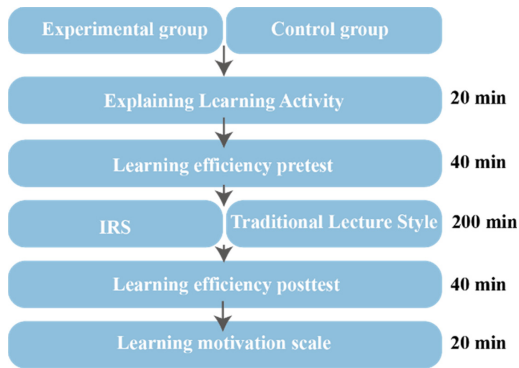 Experimental group
Control group
Explaining Learning Activity
20 min
Learning efficiency pretest
40 min
IRS
Traditional Lecture Style
200 min
Learning efficiency posttest
40 min
Learning motivation scale
20 min